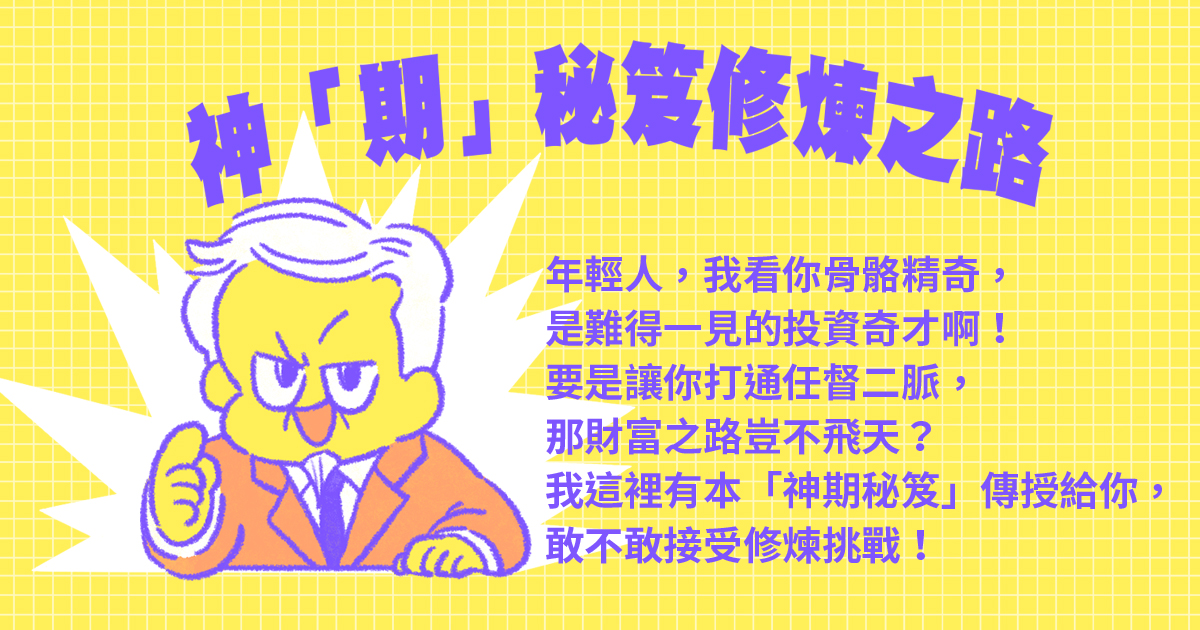 神「期」秘笈修煉之路
年輕人，我看你骨骼精奇，
是難得一見的投資奇才啊！
要是讓你打通任督二脈，
那財富之路豈不飛天？
我這裡有本「神期秘笈」傳授給你，
敢不敢接受修煉挑戰！